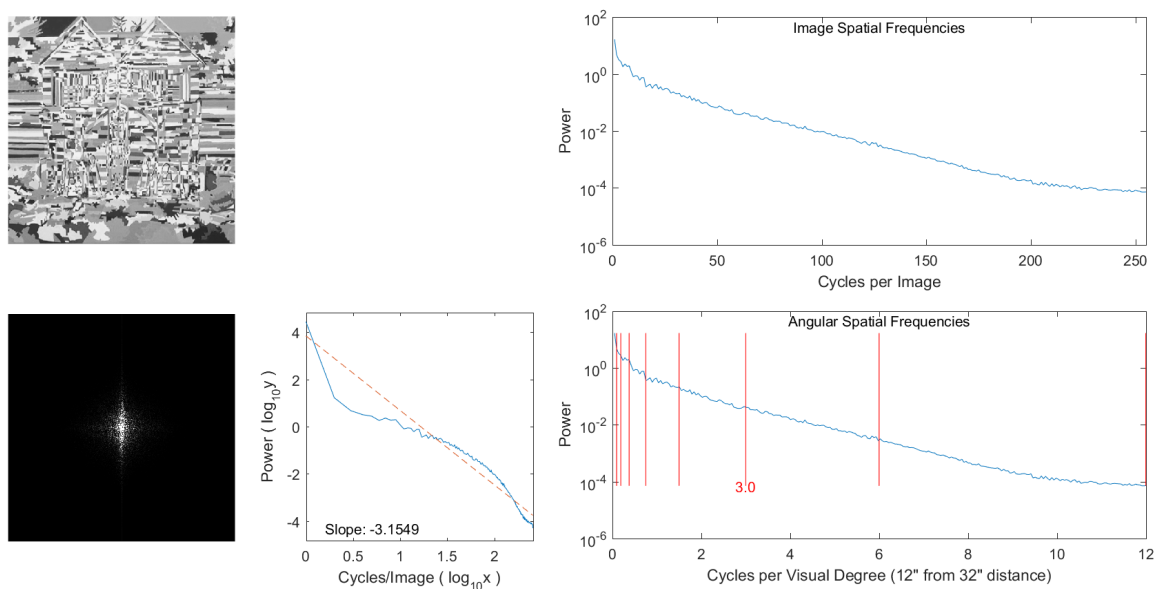 Image Spatial Frequencies
10^2
10^0
10^-2
10^-4
10^-6
Power
0 50 100 150 200 250
Cycles per Image
4
2
0
-2
-4
Power ( log10y )
Slope: -3.1549
0 0.5 1 1.5 2
Cycles/Image ( log10x )
Angular Spatial Frequencies
10^2
10^0
10^-2
10^-4
10^-6
Power
3.0
0 2 4 6 8 10 12
Cycles per Visual Degree (12" from 32" distance)